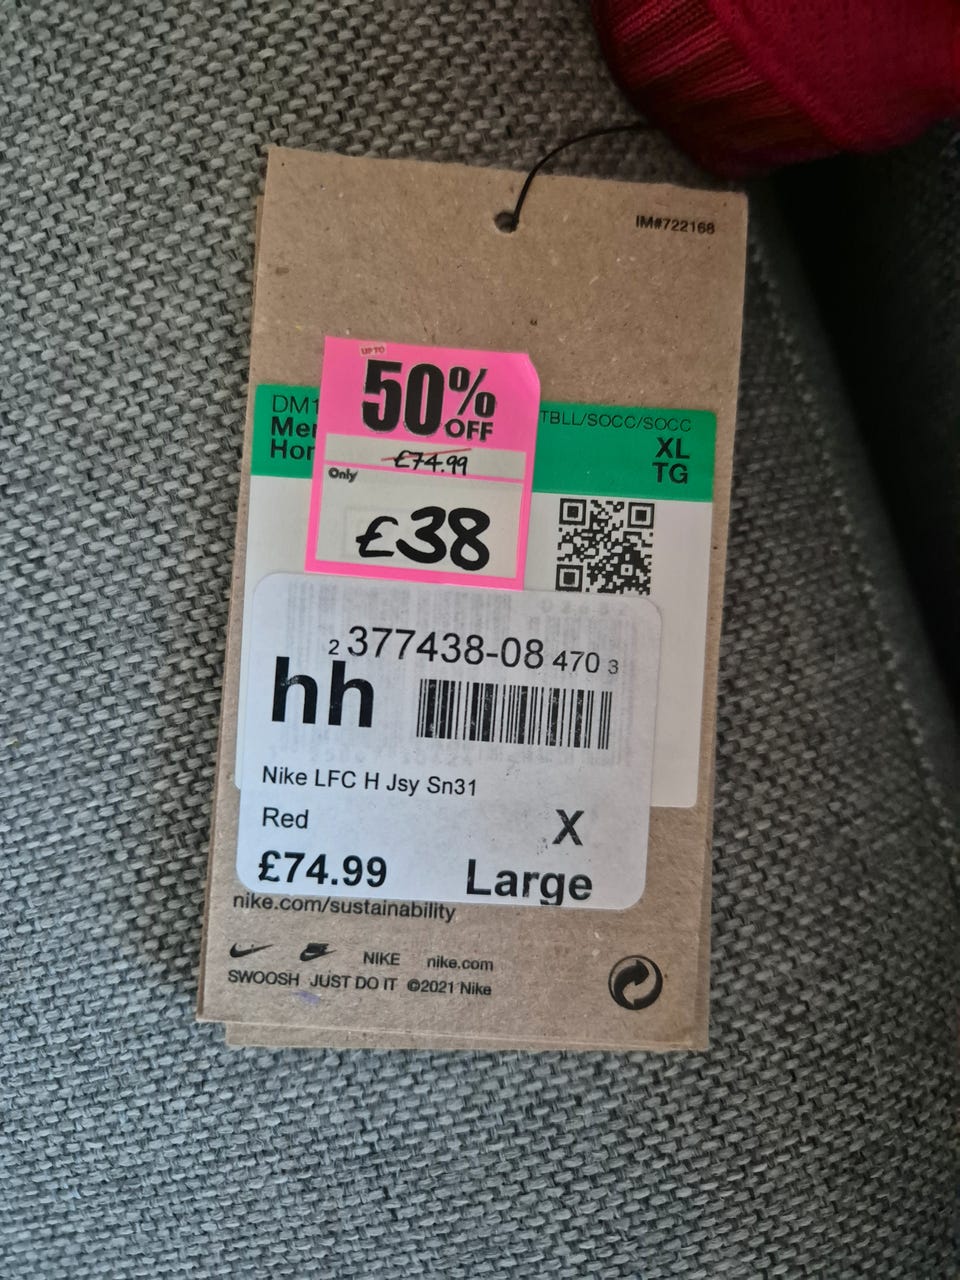 IM#722168
UP TO
50%
OFF
£74.99
Only
£38
DM1
TBLL/SOCC/SOCC
Mer
XL
Hor
TG
2 377438-08 470 3
hh
Nike LFC H Jsy Sn31
Red
X
£74.99
Large
nike.com/sustainability
NIKE nike.com
SWOOSH JUST DO IT ©2021 Nike